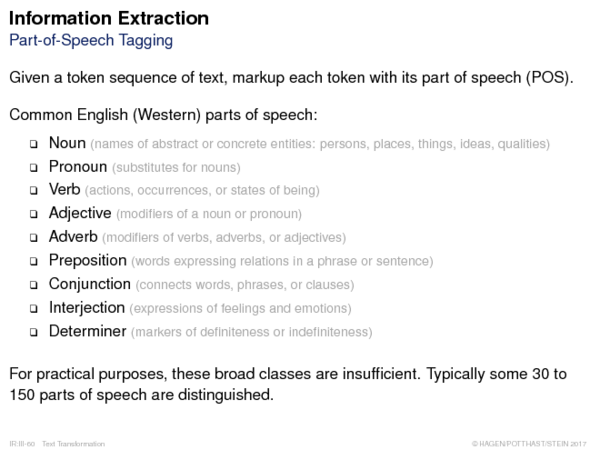 Information Extraction
Part-of-Speech Tagging
Given a token sequence of text, markup each token with its part of speech (POS).
Common English (Western) parts of speech:
❑ Noun (names of abstract or concrete entities: persons, places, things, ideas, qualities)
❑ Pronoun (substitutes for nouns)
❑ Verb (actions, occurrences, or states of being)
❑ Adjective (modifiers of a noun or pronoun)
❑ Adverb (modifiers of verbs, adverbs, or adjectives)
❑ Preposition (words expressing relations in a phrase or sentence)
❑ Conjunction (connects words, phrases, or clauses)
❑ Interjection (expressions of feelings and emotions)
❑ Determiner (markers of definiteness or indefiniteness)
For practical purposes, these broad classes are insufficient. Typically some 30 to
150 parts of speech are distinguished.
IR:III-60 Text Transformation © HAGEN/POTTHAST/STEIN 2017